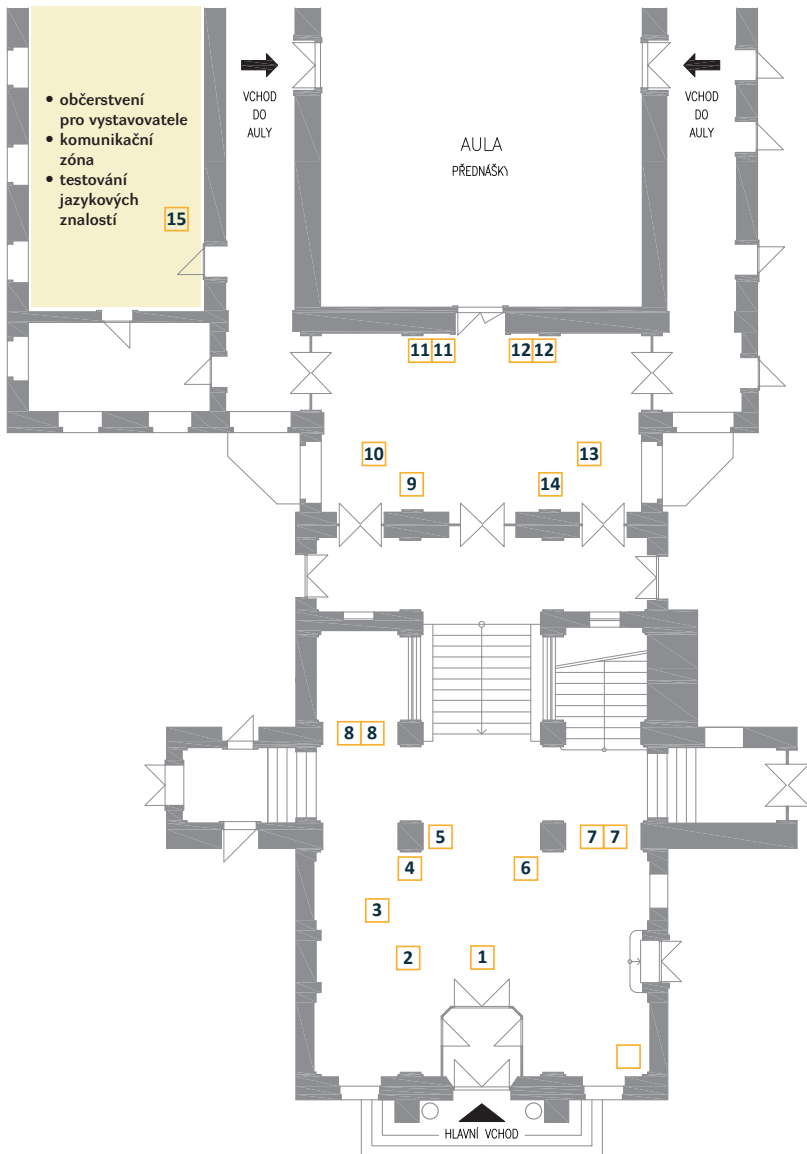 • občerstvení
pro vystavovatele
• komunikační
zóna
• testování
jazykových
znalostí
15
VCHOD
DO
AULY
AULA
PŘEDNÁŠKY
VCHOD
DO
AULY
11 11
12 12
10
13
9
14
8 8
5
7 7
4
6
3
2
1
HLAVNÍ VCHOD